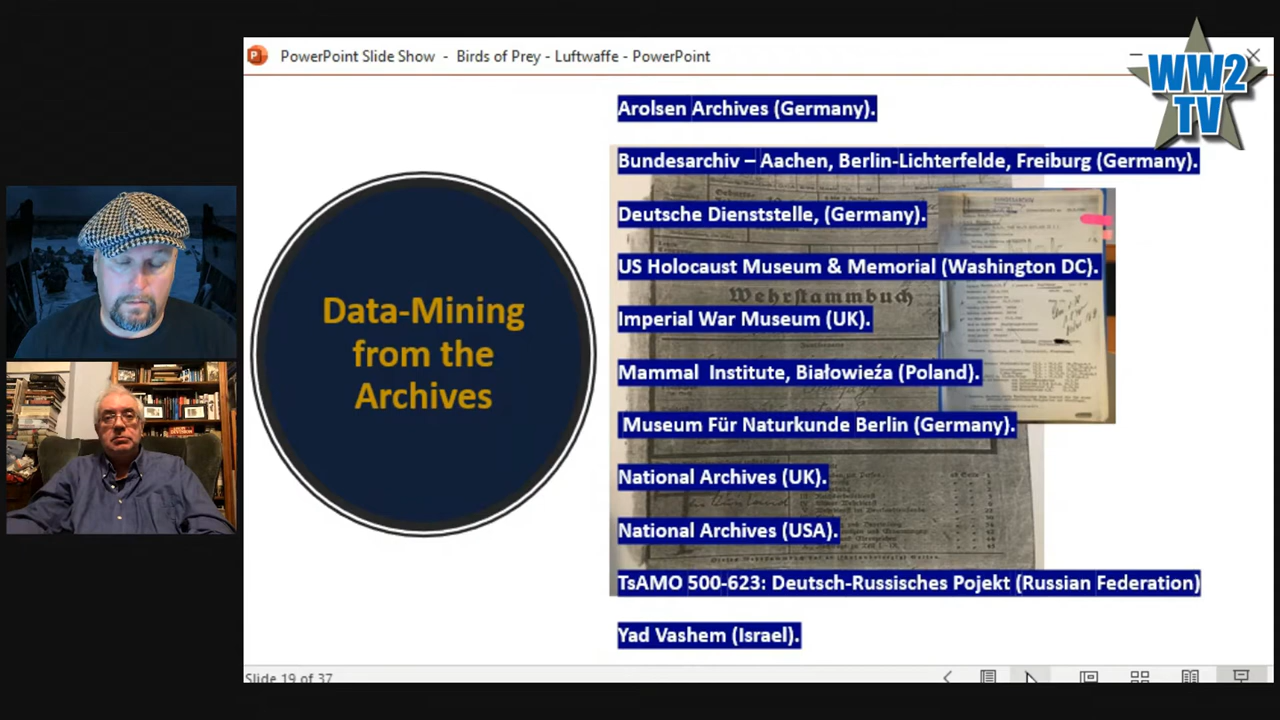 PowerPoint Slide Show - Birds of Prey - Luftwaffe - PowerPoint
WW2
TV
Data-Mining
from the
Archives
Arolsen Archives (Germany).
Bundesarchiv – Aachen, Berlin-Lichterfelde, Freiburg (Germany).
Deutsche Dienststelle, (Germany).
US Holocaust Museum & Memorial (Washington DC).
Wehrstammbuch
Imperial War Museum (UK).
Mammal Institute, Białowieźa (Poland).
Museum Für Naturkunde Berlin (Germany).
National Archives (UK).
National Archives (USA).
TsAMO 500-623: Deutsch-Russisches Pojekt (Russian Federation)
Yad Vashem (Israel).
Slide 19 of 37